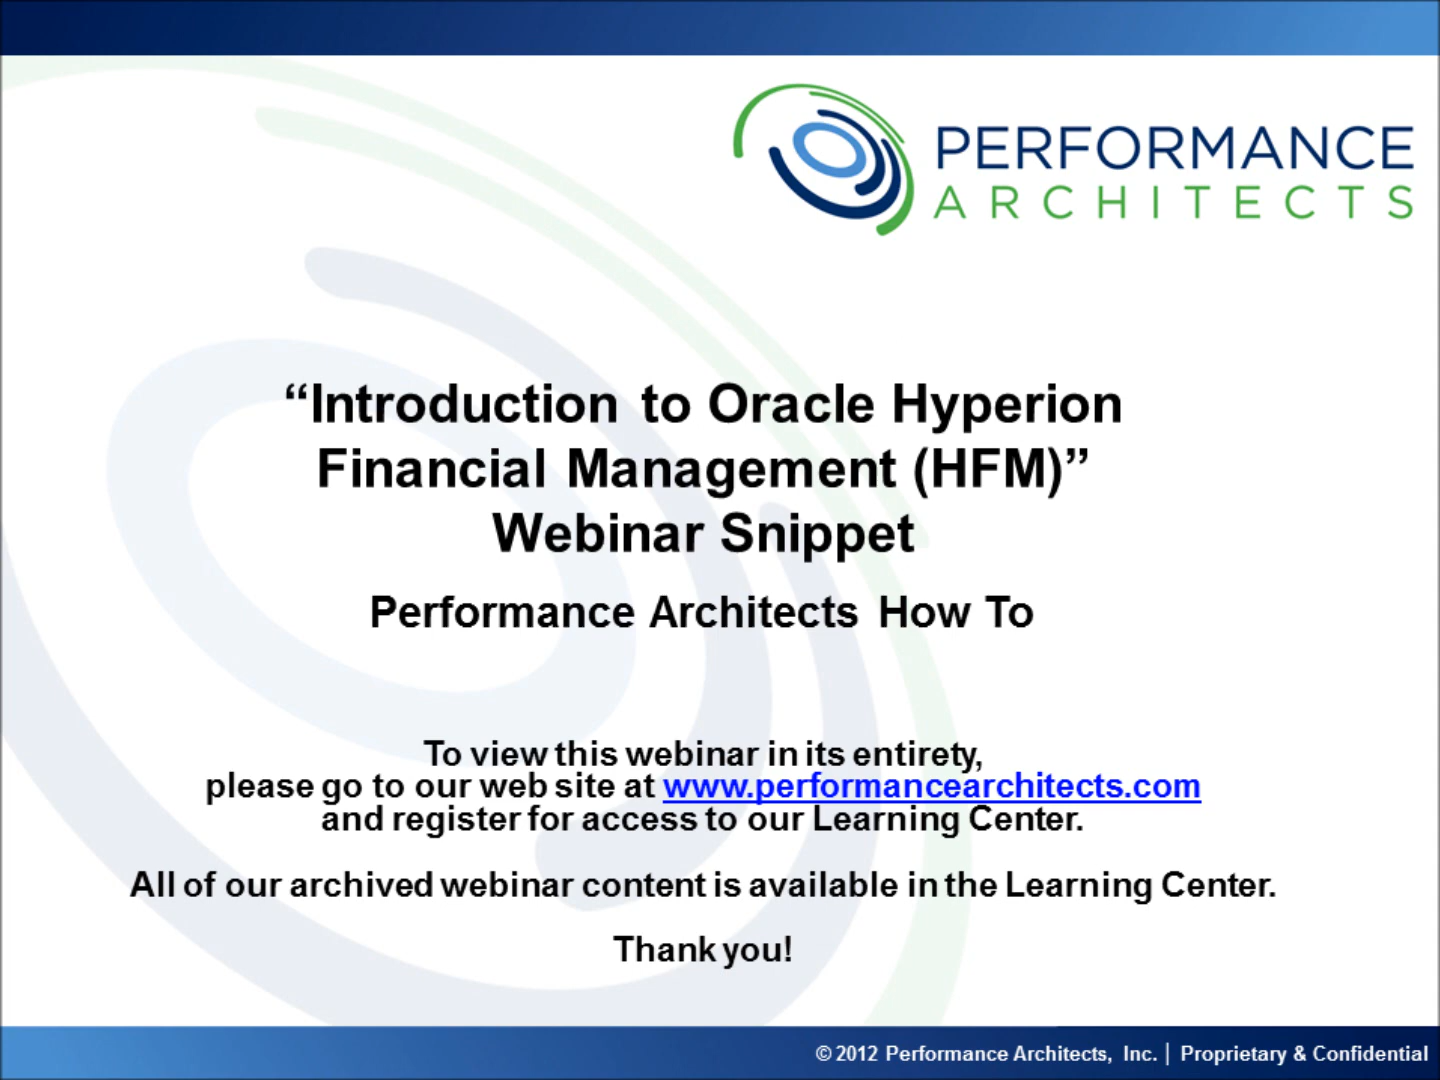 PERFORMANCE
ARCHITECTS
“Introduction to Oracle Hyperion
Financial Management (HFM)”
Webinar Snippet
Performance Architects How To
To view this webinar in its entirety,
please go to our web site at www.performancearchitects.com
and register for access to our Learning Center.
All of our archived webinar content is available in the Learning Center.
Thank you!
© 2012 Performance Architects, Inc. | Proprietary & Confidential